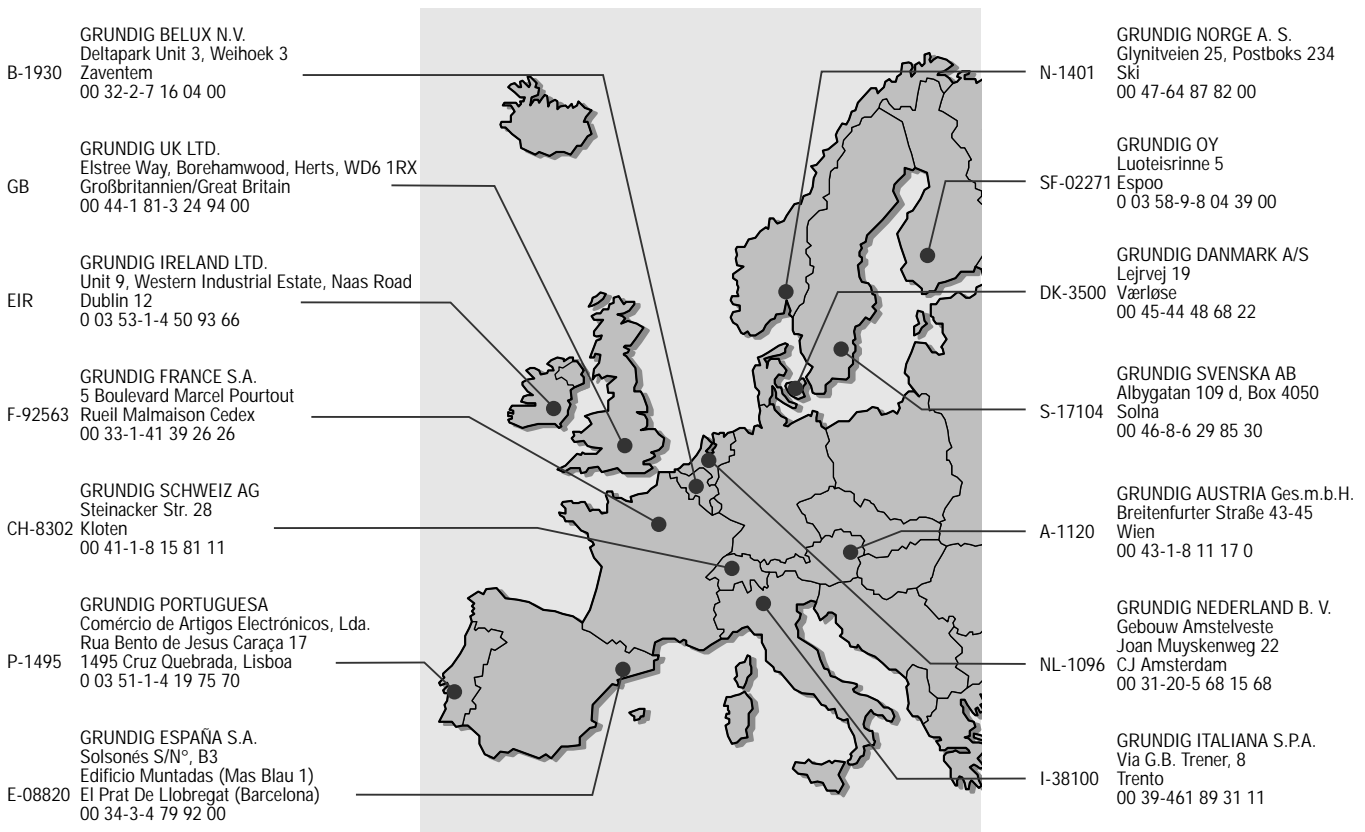 GRUNDIG BELUX N.V.
Deltapark Unit 3, Weihoek 3
B-1930 Zaventem
00 32-2-7 16 04 00
GRUNDIG UK LTD.
Elstree Way, Borehamwood, Herts, WD6 1RX
GB Großbritannien/Great Britain
00 44-1 81-3 24 94 00
GRUNDIG IRELAND LTD.
Unit 9, Western Industrial Estate, Naas Road
EIR Dublin 12
0 03 53-1-4 50 93 66
GRUNDIG FRANCE S.A.
5 Boulevard Marcel Pourtout
F-92563 Rueil Malmaison Cedex
00 33-1-41 39 26 26
GRUNDIG SCHWEIZ AG
Steinacker Str. 28
CH-8302 Kloten
00 41-1-8 15 81 11
GRUNDIG PORTUGUESA
Comércio de Artigos Electrónicos, Lda.
Rua Bento de Jesus Caraça 17
P-1495 1495 Cruz Quebrada, Lisboa
0 03 51-1-4 19 75 70
GRUNDIG ESPAÑA S.A.
Solsonés S/N°, B3
Edificio Muntadas (Mas Blau 1)
E-08820 El Prat De Llobregat (Barcelona)
00 34-3-4 79 92 00
GRUNDIG NORGE A. S.
Glynitveien 25, Postboks 234
N-1401 Ski
00 47-64 87 82 00
GRUNDIG OY
Luoteisrinne 5
SF-02271 Espoo
0 03 58-9-8 04 39 00
GRUNDIG DANMARK A/S
Lejrvej 19
DK-3500 Værløse
00 45-44 48 68 22
GRUNDIG SVENSKA AB
Albygatan 109 d, Box 4050
S-17104 Solna
00 46-8-6 29 85 30
GRUNDIG AUSTRIA Ges.m.b.H.
Breitenfurter Straße 43-45
A-1120 Wien
00 43-1-8 11 17 0
GRUNDIG NEDERLAND B. V.
Gebouw Amstelveste
Joan Muyskenweg 22
NL-1096 CJ Amsterdam
00 31-20-5 68 15 68
GRUNDIG ITALIANA S.P.A.
Via G.B. Trener, 8
I-38100 Trento
00 39-461 89 31 11